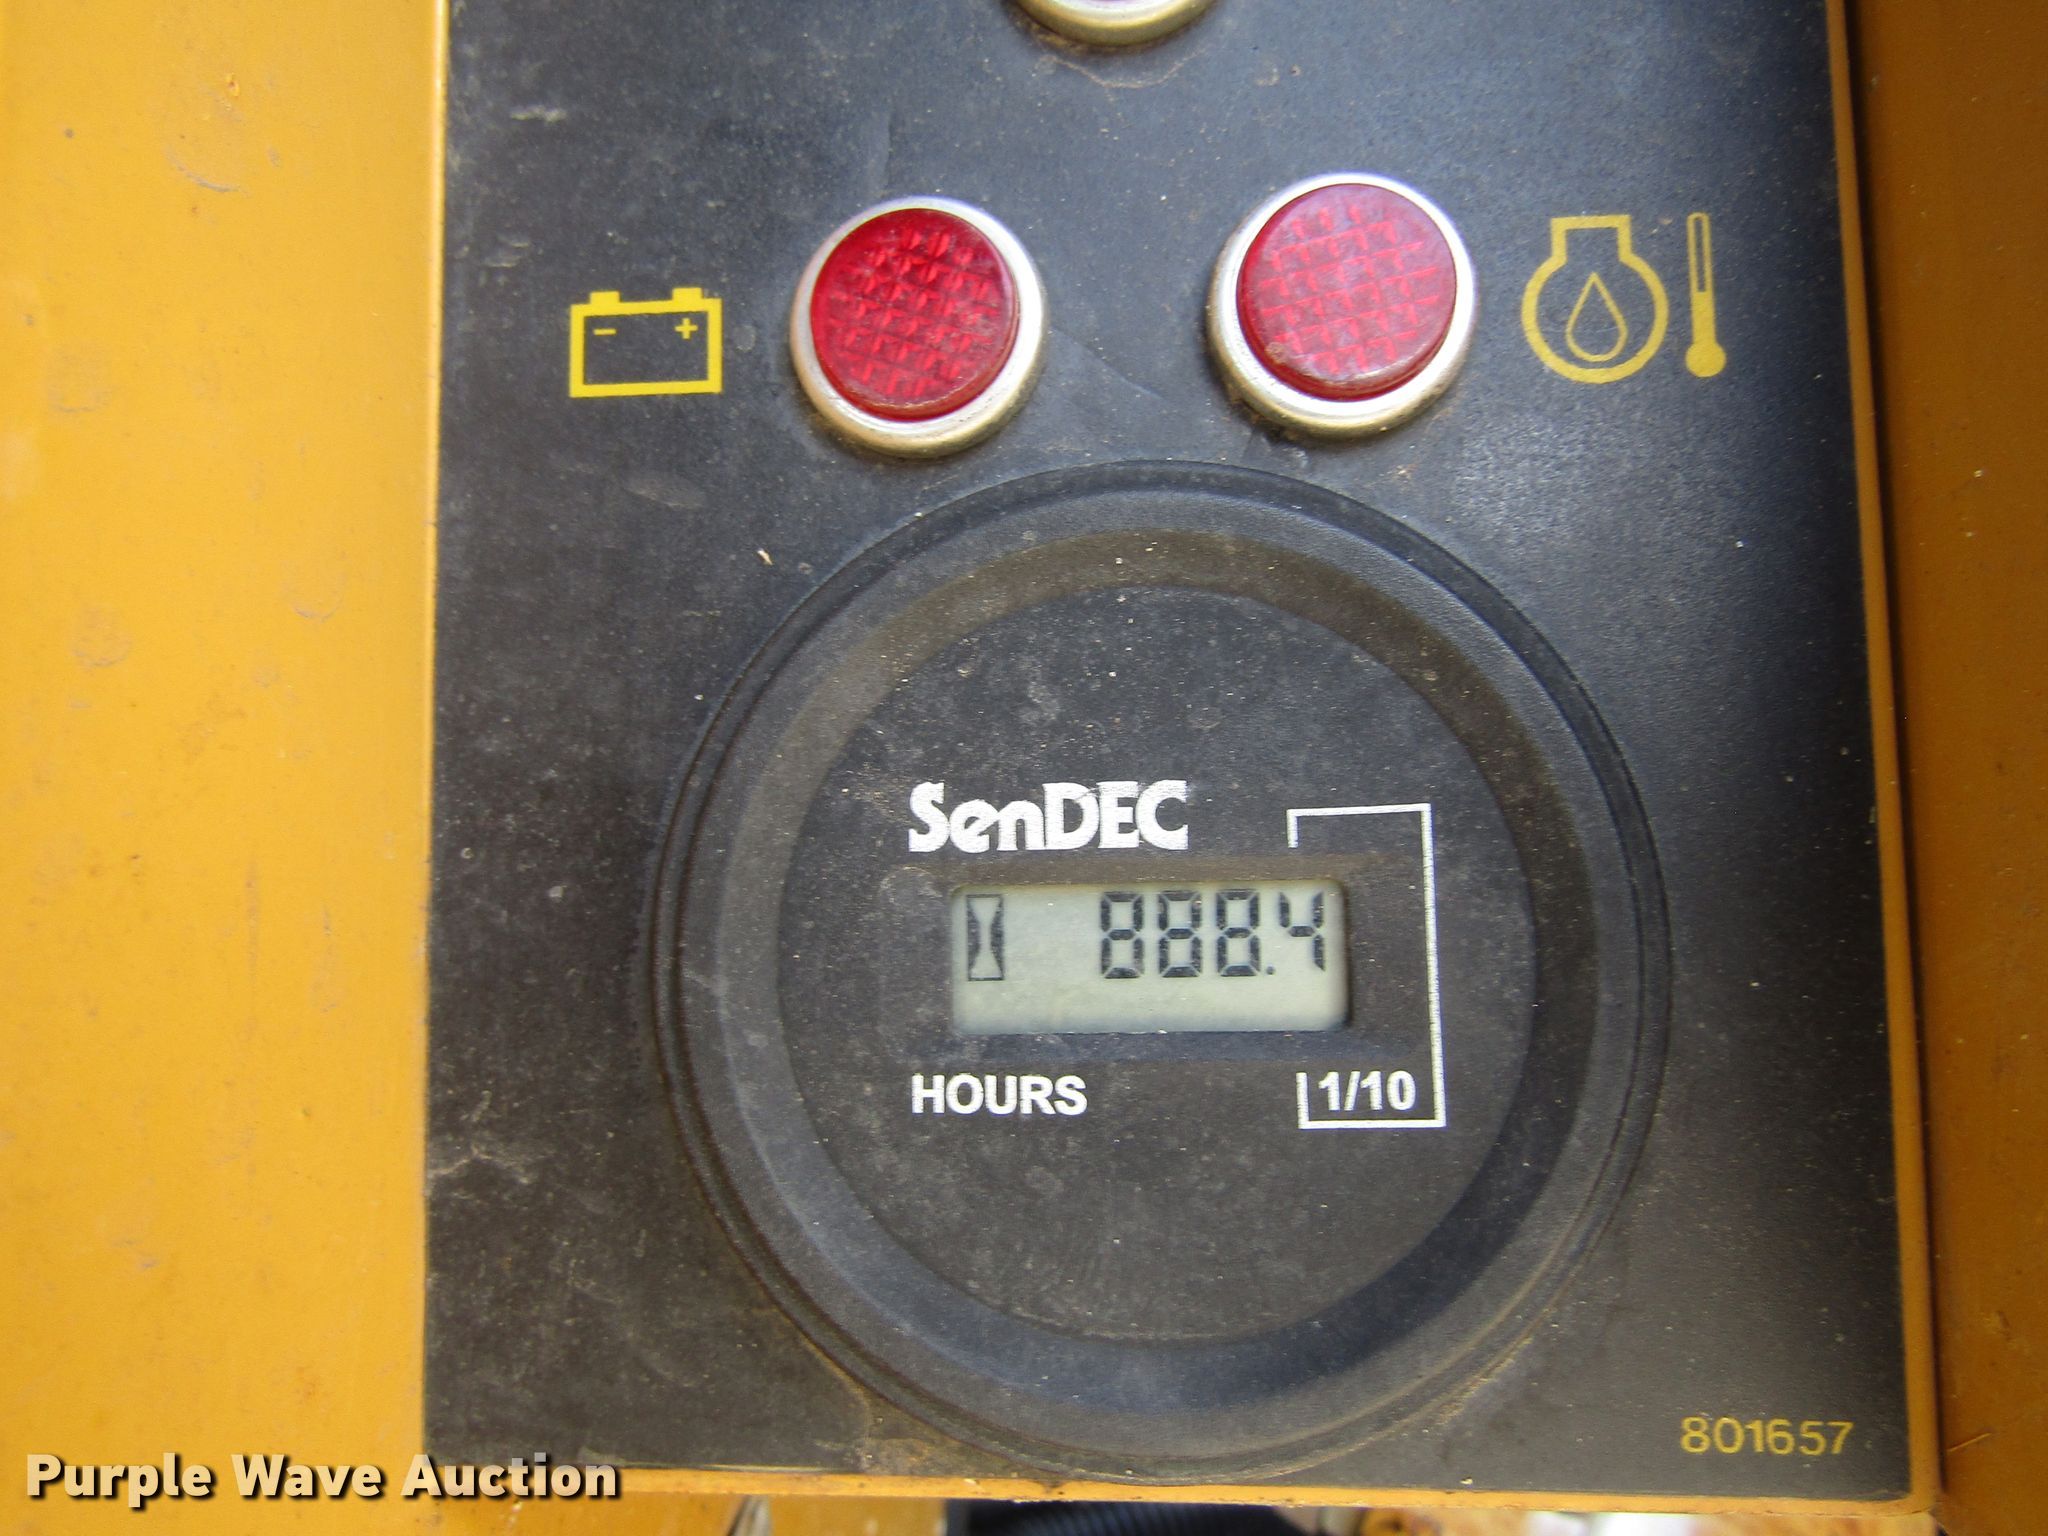 - +
SenDEC
888.4
HOURS 1/10
801657
Purple Wave Auction